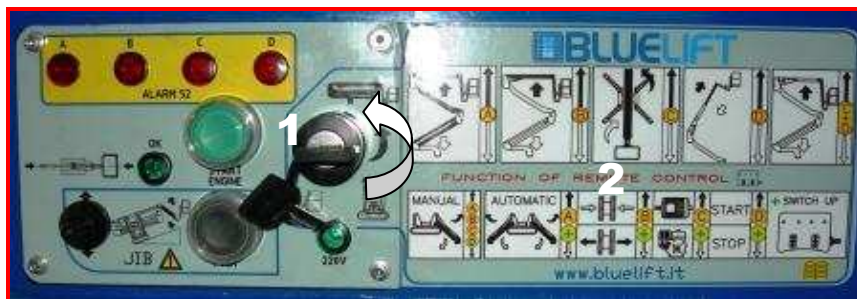 A B C D
BLUELIFT
ALARM S2
1
OK
START
ENGINE
A
B
C
D
FUNCTION OF REMOTE CONTROL
2
MANUAL
AUTOMATIC
A
B
C
START
D
SWITCH UP
STOP
JIB
220V
www.bluelift.it